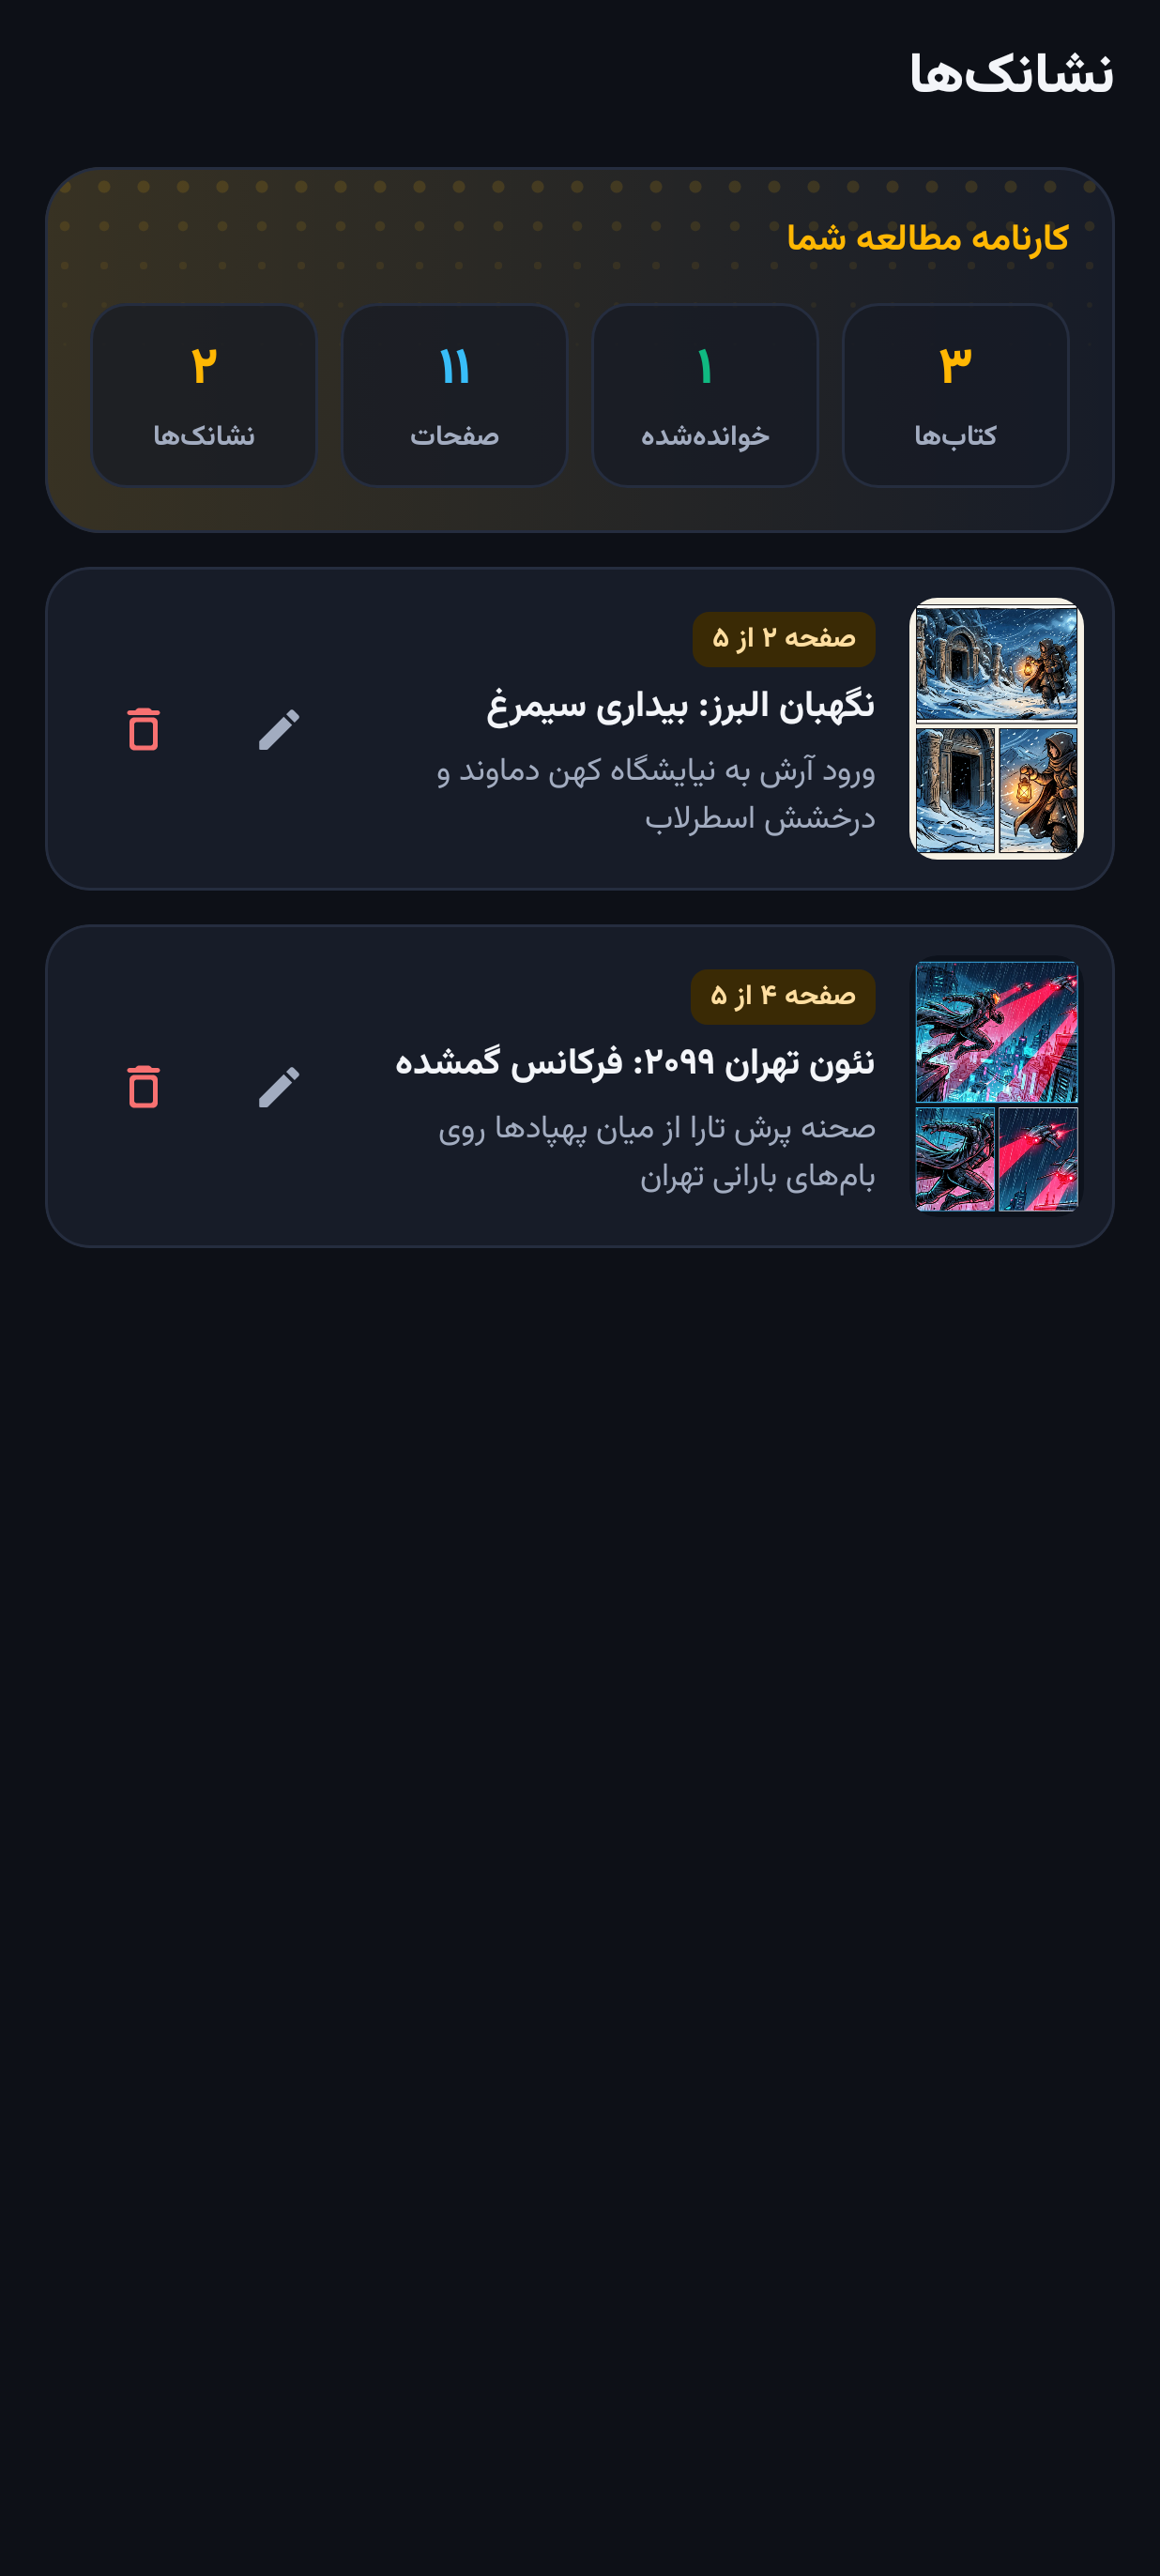 نشانک‌ها
کارنامه مطالعه شما
۳
کتاب‌ها
۱
خوانده‌شده
۱۱
صفحات
۲
نشانک‌ها
صفحه ۲ از ۵
نگهبان البرز: بیداری سیمرغ
ورود آرش به نیایشگاه کهن دماوند و
درخشش اسطرلاب
صفحه ۴ از ۵
نئون تهران ۲۰۹۹: فرکانس گمشده
صحنه پرش تارا از میان پهپادها روی
بام‌های بارانی تهران